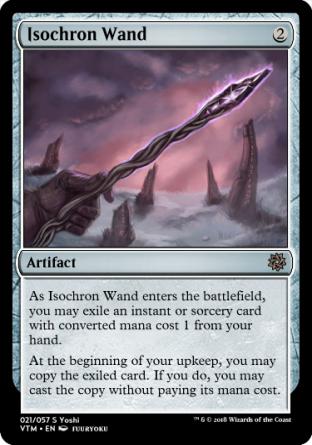 Isochron Wand 2
Artifact
As Isochron Wand enters the battlefield,
you may exile an instant or sorcery card
with converted mana cost 1 from your
hand.
At the beginning of your upkeep, you may
copy the exiled card. If you do, you may
cast the copy without paying its mana cost.
021/057 S Yoshi
VTM • EN FUURYOKU
™ & © 2018 Wizards of the Coast